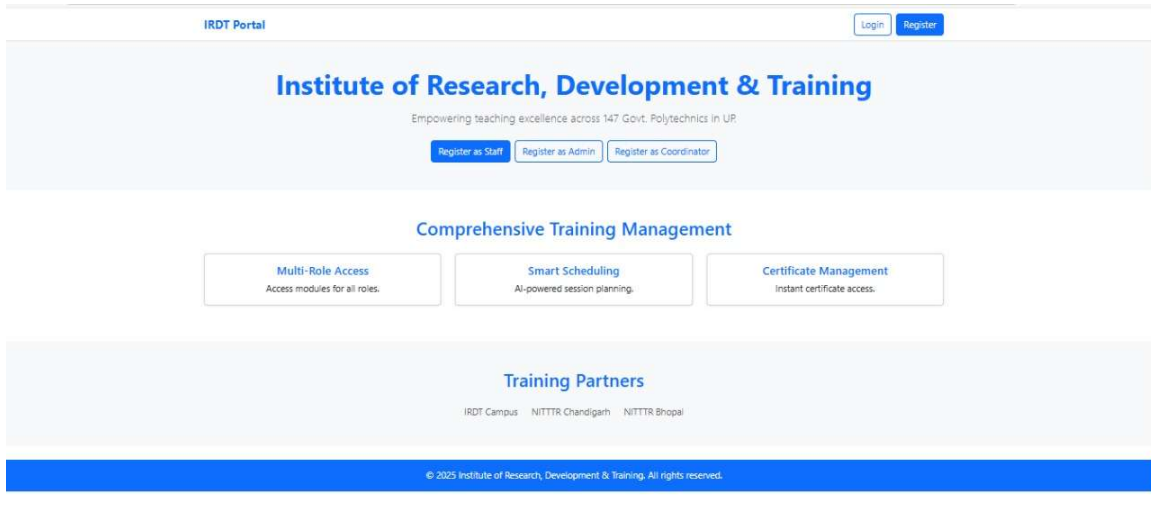 IRDT Portal Login Register
Institute of Research, Development & Training
Empowering teaching excellence across 147 Govt. Polytechnics in UP.
Register as Staff Register as Admin Register as Coordinator
Comprehensive Training Management
Multi-Role Access
Access modules for all roles.
Smart Scheduling
AI-powered session planning.
Certificate Management
Instant certificate access.
Training Partners
IRDT Campus NITTTR Chandigarh NITTTR Bhopal
© 2025 Institute of Research, Development & Training. All rights reserved.